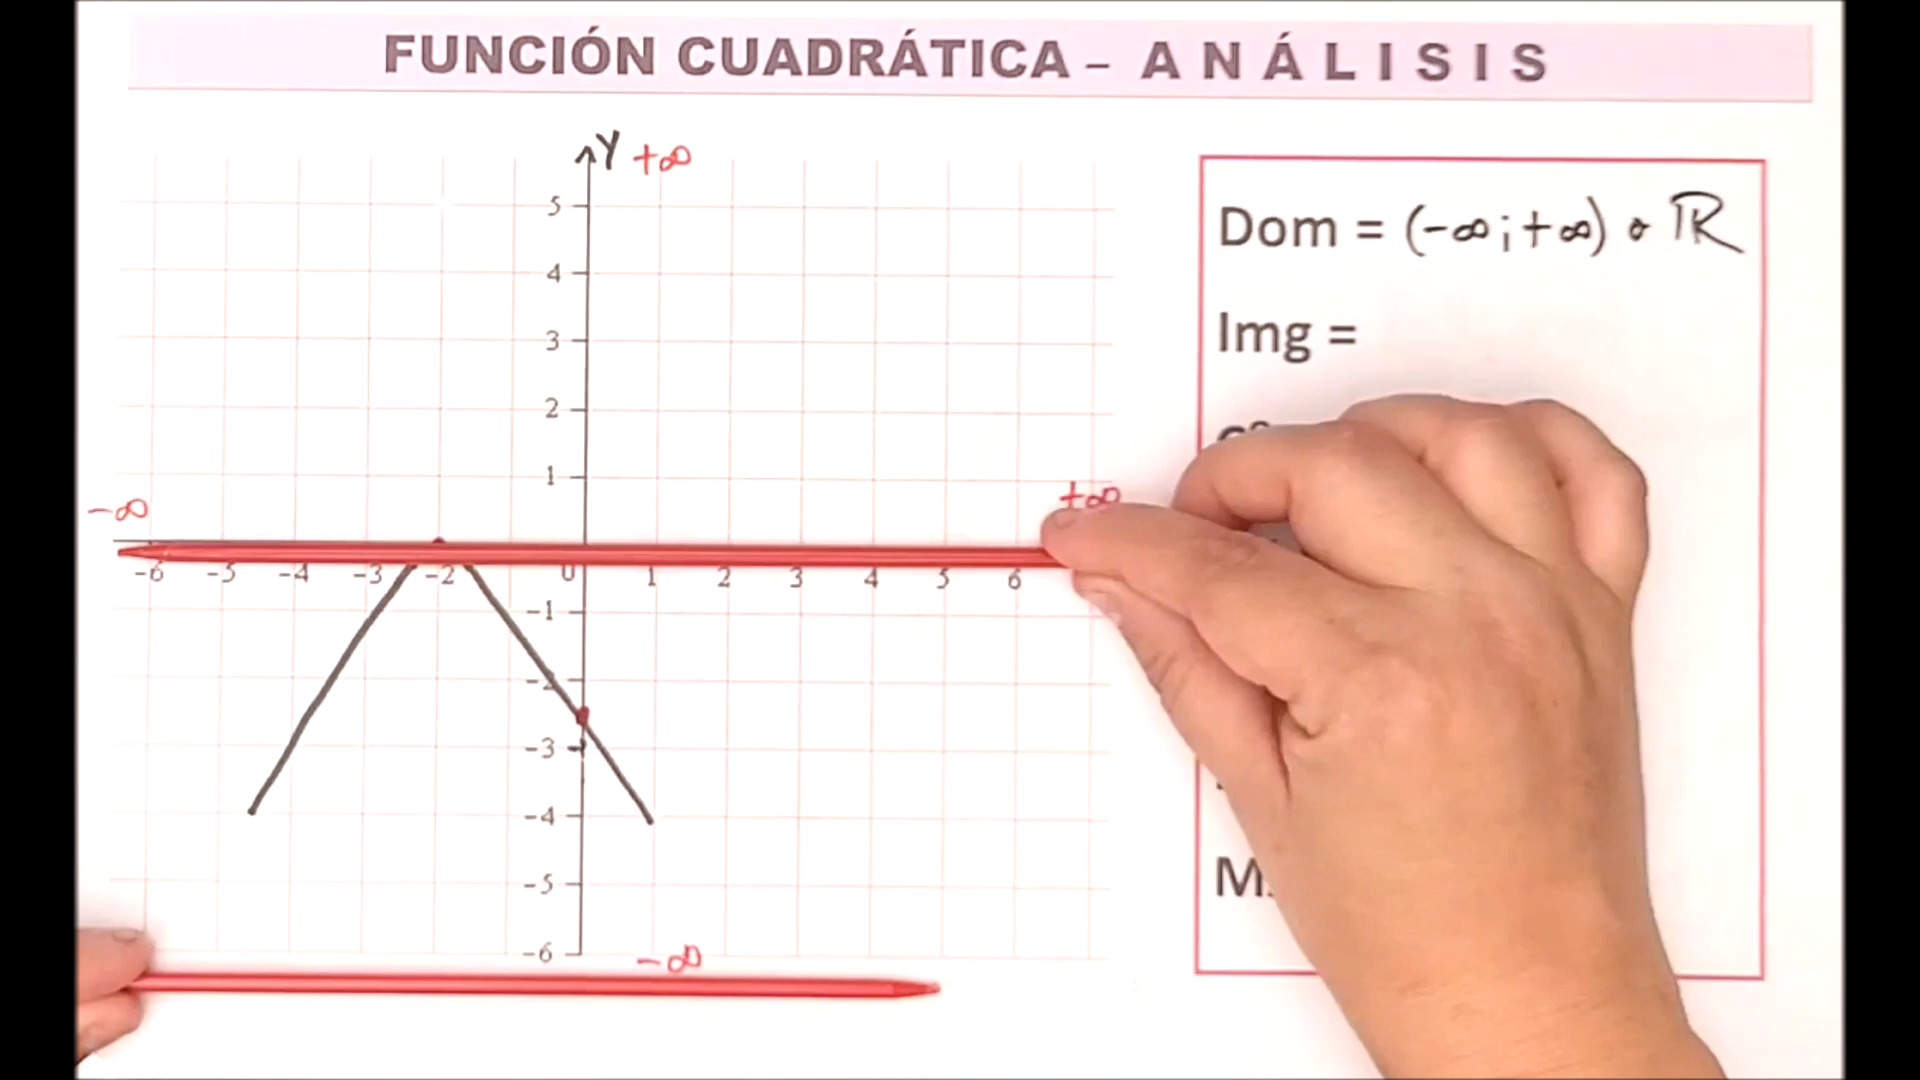 FUNCIÓN CUADRÁTICA – A N Á L I S I S
Y +∞
5
4
3
2
1
-∞
+∞
-6 -5 -4 -3 -2 0 1 2 3 4 5 6
-1
-2
-3
-4
-5
-6
-∞
Dom = (-∞;+∞) o ℝ
Img =